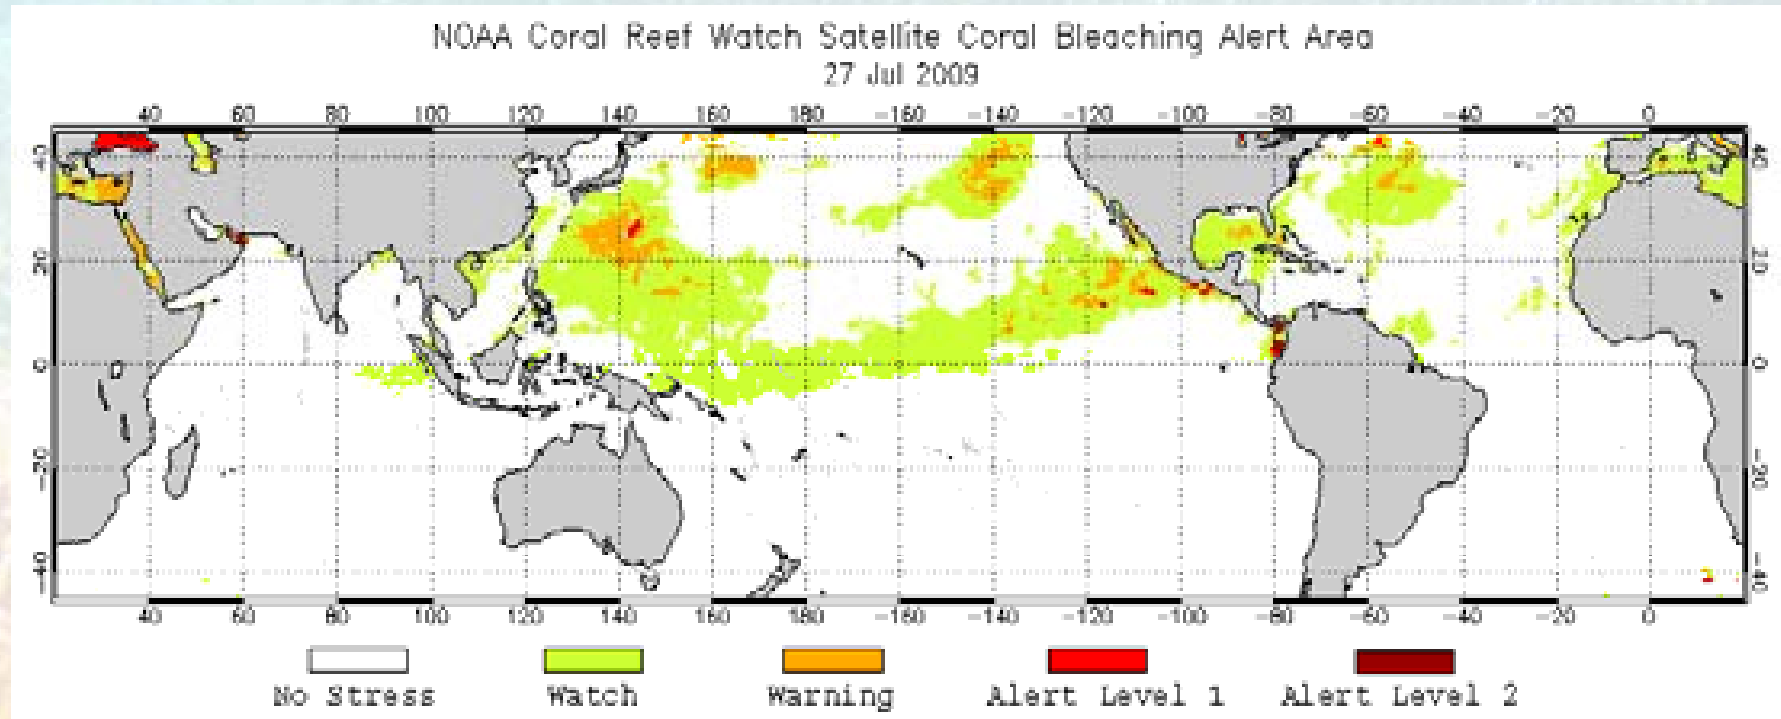 NOAA Coral Reef Watch Satellite Coral Bleaching Alert Area
27 Jul 2009
40 60 80 100 120 140 160 180 -160 -140 -120 -100 -80 -60 -40 -20 0
40 40
20 20
0 0
-20 -20
-40 -40
40 60 80 100 120 140 160 180 -160 -140 -120 -100 -80 -60 -40 -20 0
No Stress Watch Warning Alert Level 1 Alert Level 2